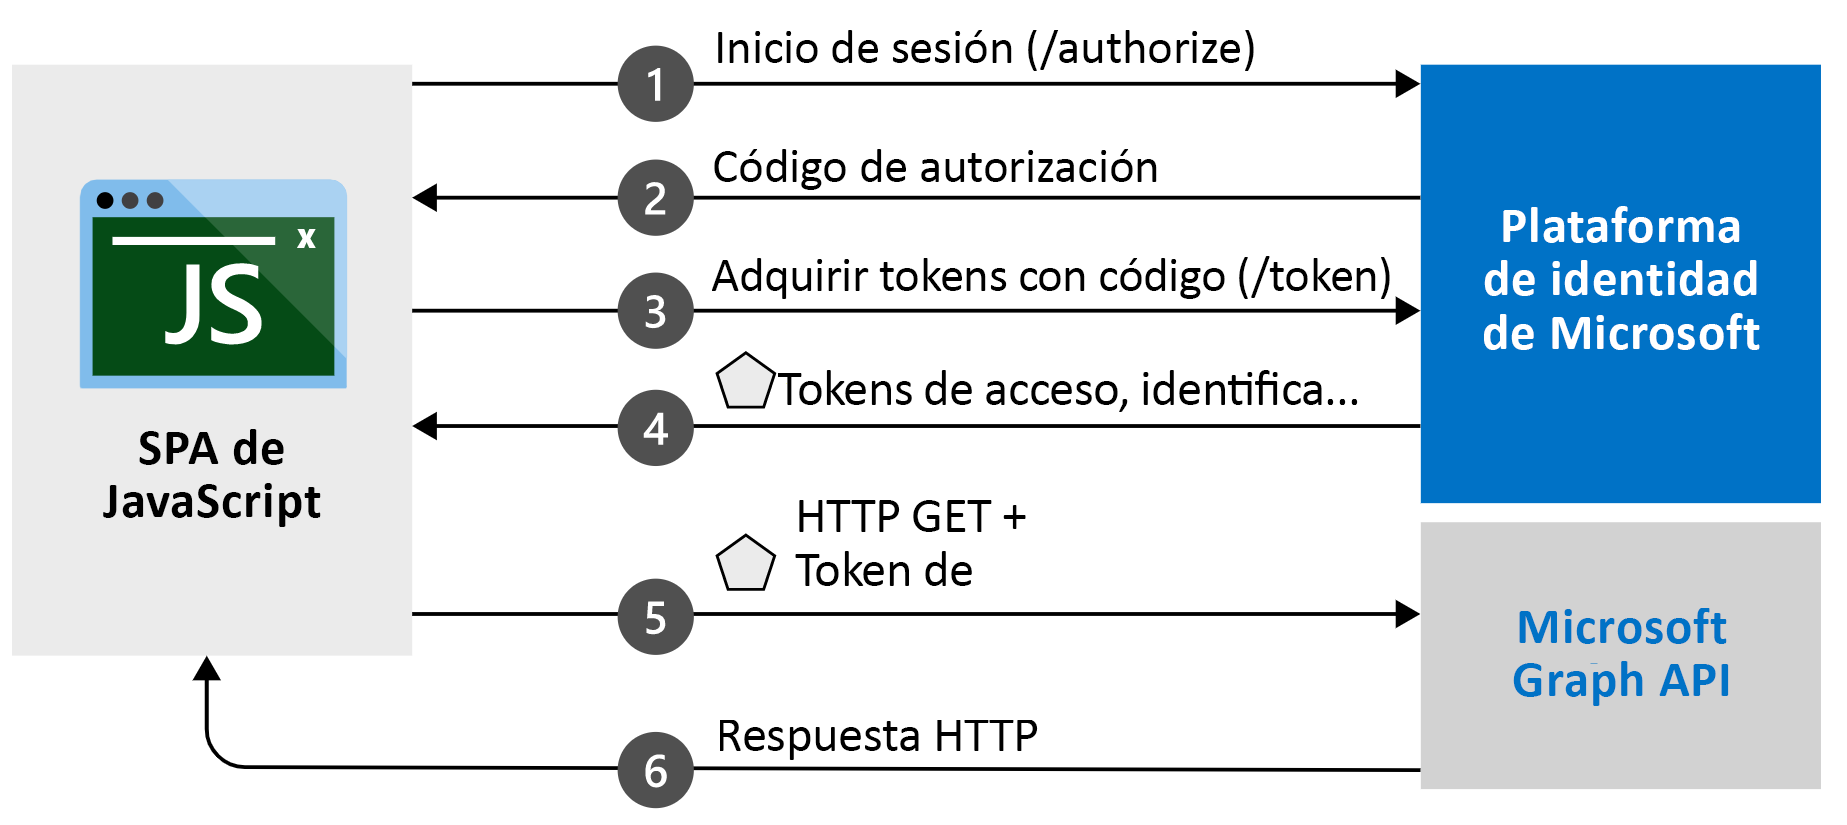 Inicio de sesión (/authorize)
1
Código de autorización
2
Adquirir tokens con código (/token)
3
Tokens de acceso, identifica...
4
HTTP GET +
Token de
5
Respuesta HTTP
6
x
JS
SPA de
JavaScript
Plataforma
de identidad
de Microsoft
Microsoft
Graph API